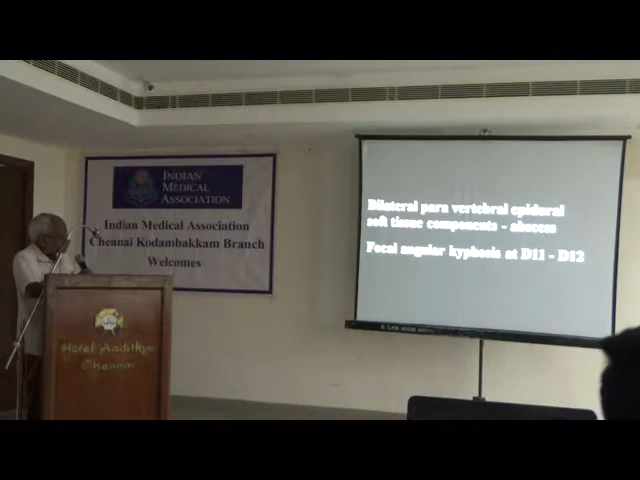 INDIAN
MEDICAL
ASSOCIATION
Indian Medical Association
Chennai Kodambakkam Branch
Welcomes
Bilateral para vertebral epidural
soft tissue components - abscess
Focal angular kyphosis at D11 - D12
Hotel Aadithya
Chennai